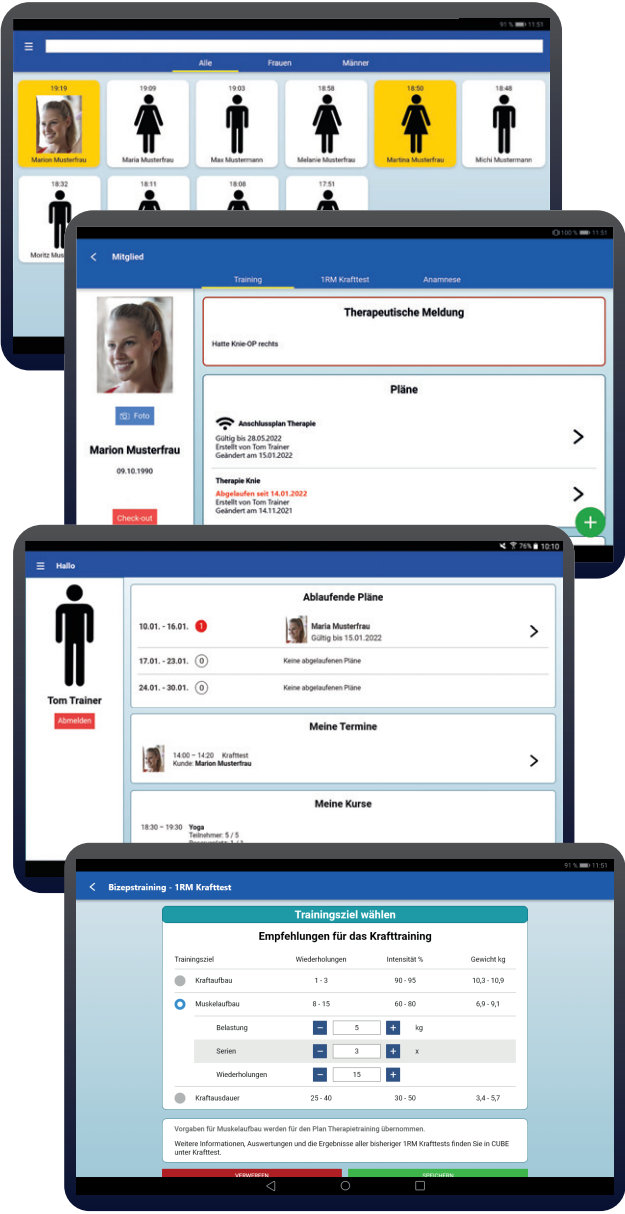 91 % 11:51
Alle Frauen Männer
19:19 19:09 19:03 18:58 18:50 18:48
Marion Musterfrau Maria Musterfrau Max Mustermann Melanie Musterfrau Martina Musterfrau Michi Mustermann
18:32 18:11 18:08 17:51
Moritz
100 % 11:51
Mitglied
Training 1RM Krafttest Anamnese
Therapeutische Meldung
Hatte Knie-OP rechts
Foto
Marion Musterfrau
09.10.1990
Check-out
Pläne
Anschlussplan Therapie
Gültig bis 28.05.2022
Erstellt von Tom Trainer
Geändert am 15.01.2022
Therapie Knie
Abgelaufen seit 14.01.2022
Erstellt von Tom Trainer
Geändert am 14.11.2021
+
76% 10:10
Hallo
Tom Trainer
Abmelden
Ablaufende Pläne
10.01. - 16.01. 1 Maria Musterfrau
Gültig bis 15.01.2022
17.01. - 23.01. 0 Keine abgelaufenen Pläne
24.01. - 30.01. 0 Keine abgelaufenen Pläne
Meine Termine
14:00 – 14:20 Krafttest
Kunde: Marion Musterfrau
Meine Kurse
18:30 – 19:30 Yoga
Teilnehmer: 5 / 5
91 % 11:51
Bizepstraining - 1RM Krafttest
Trainingsziel wählen
Empfehlungen für das Krafttraining
Trainingsziel Wiederholungen Intensität % Gewicht kg
Kraftaufbau 1 - 3 90 - 95 10,3 - 10,9
Muskelaufbau 8 - 15 60 - 80 6,9 - 9,1
Belastung − 5 + kg
Serien − 3 + x
Wiederholungen − 15 +
Kraftausdauer 25 - 40 30 - 50 3,4 - 5,7
Vorgaben für Muskelaufbau werden für den Plan Therapietraining übernommen.
Weitere Informationen, Auswertungen und die Ergebnisse aller bisheriger 1RM Krafttests finden Sie in CUBE
unter Krafttest.
VERWERFEN SPEICHERN